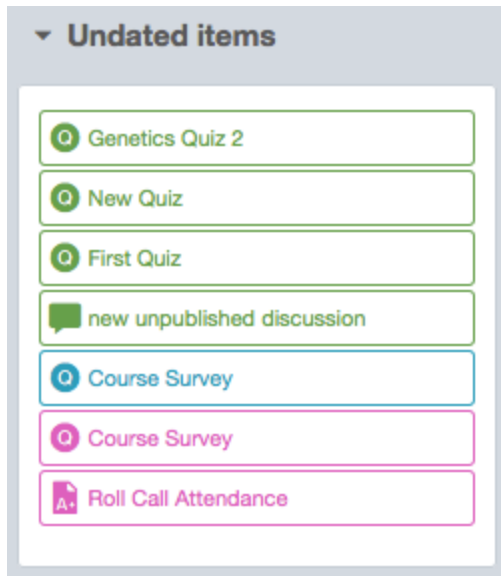 Undated items
Q Genetics Quiz 2
Q New Quiz
Q First Quiz
new unpublished discussion
Q Course Survey
Q Course Survey
A+ Roll Call Attendance